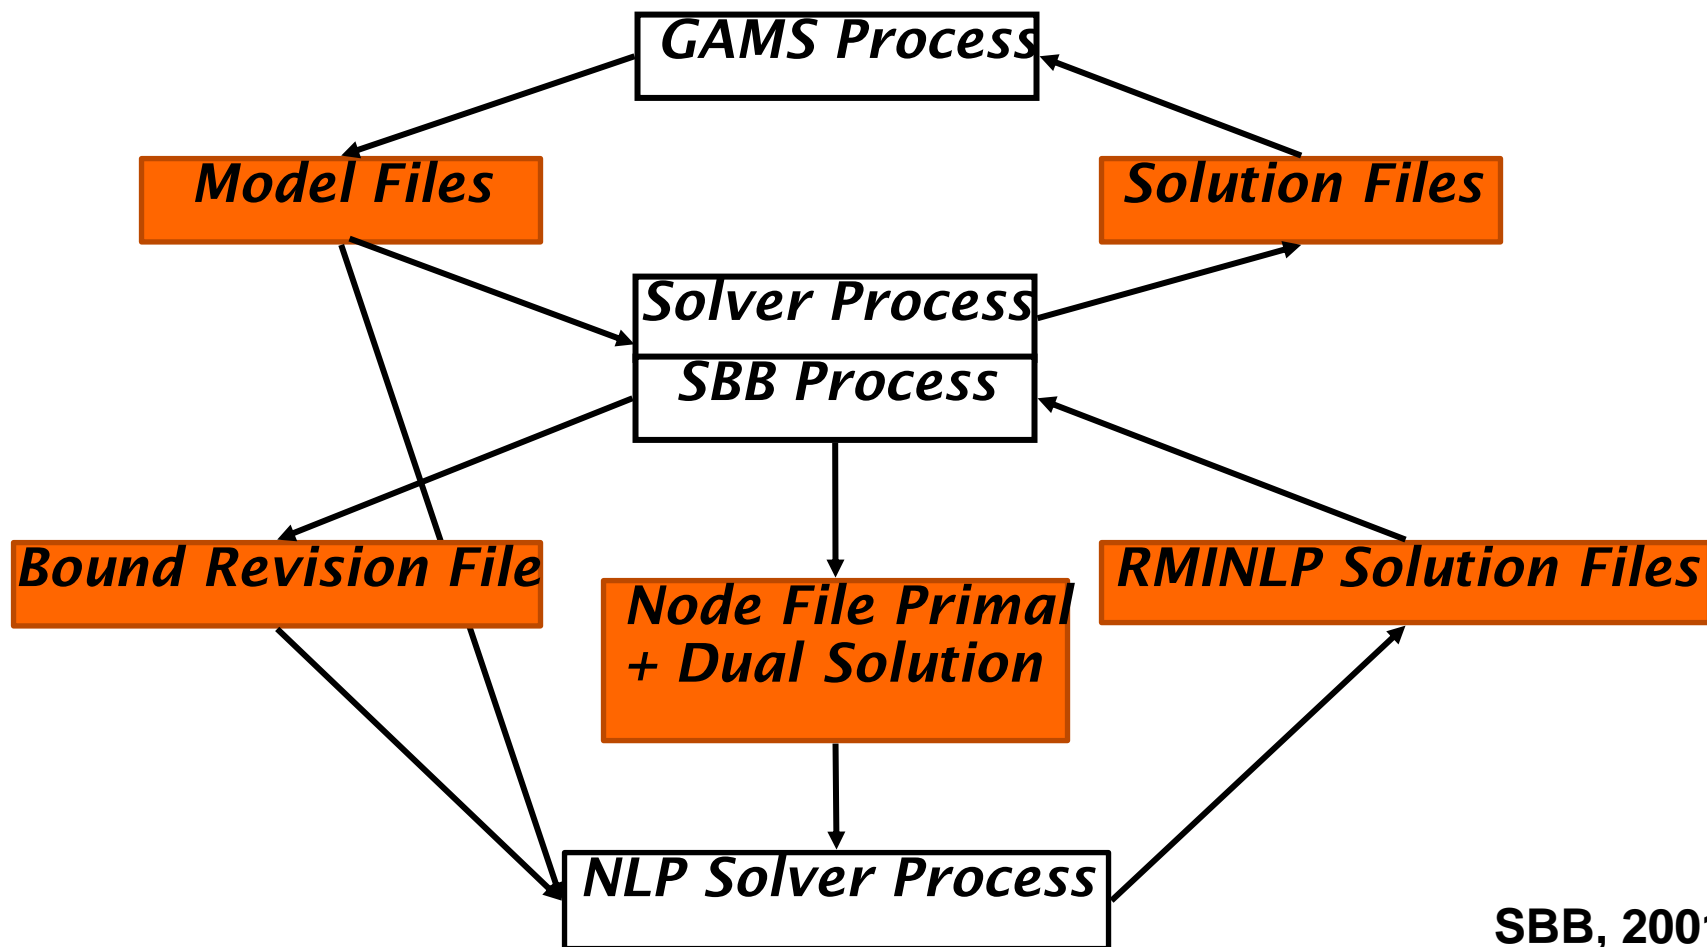 GAMS Process
Model Files
Solution Files
Solver Process
SBB Process
Bound Revision File
RMINLP Solution Files
Node File Primal
+ Dual Solution
NLP Solver Process
SBB, 2001